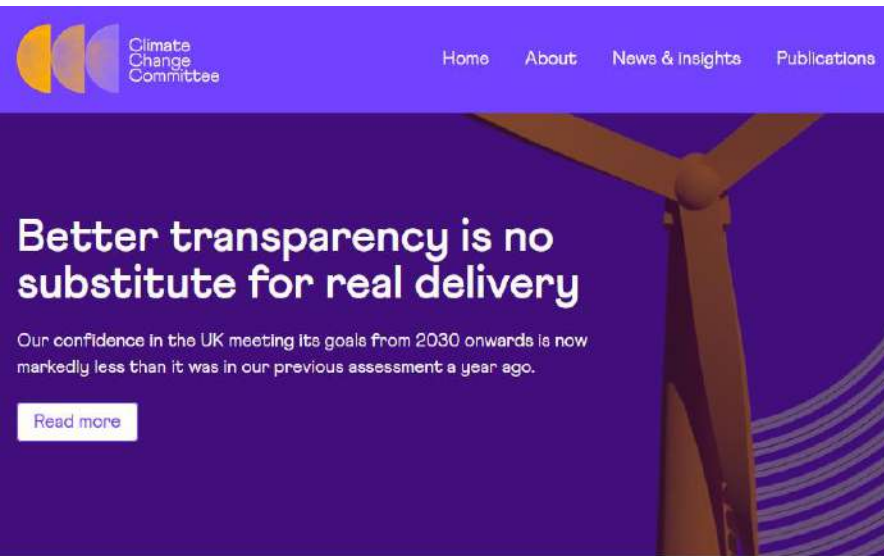 Climate
Change
Committee
Home About News & insights Publications
Better transparency is no
substitute for real delivery
Our confidence in the UK meeting its goals from 2030 onwards is now
markedly less than it was in our previous assessment a year ago.
Read more